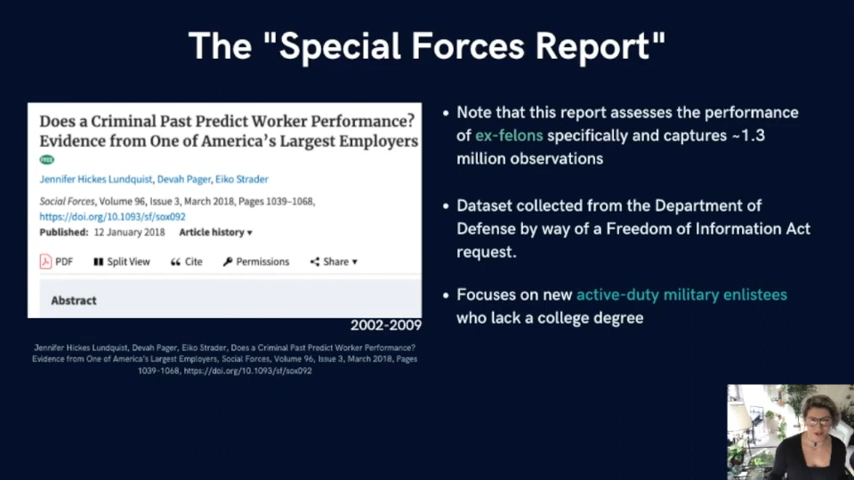 The "Special Forces Report"
Does a Criminal Past Predict Worker Performance?
Evidence from One of America's Largest Employers
FREE
Jennifer Hickes Lundquist, Devah Pager, Eiko Strader
Social Forces, Volume 96, Issue 3, March 2018, Pages 1039–1068,
https://doi.org/10.1093/sf/sox092
Published: 12 January 2018 Article history ▾
PDF Split View Cite Permissions Share ▾
Abstract
2002-2009
Jennifer Hickes Lundquist, Devah Pager, Eiko Strader, Does a Criminal Past Predict Worker Performance?
Evidence from One of America's Largest Employers, Social Forces, Volume 96, Issue 3, March 2018, Pages
1039–1068, https://doi.org/10.1093/sf/sox092
• Note that this report assesses the performance
of ex-felons specifically and captures ~1.3
million observations
• Dataset collected from the Department of
Defense by way of a Freedom of Information Act
request.
• Focuses on new active-duty military enlistees
who lack a college degree